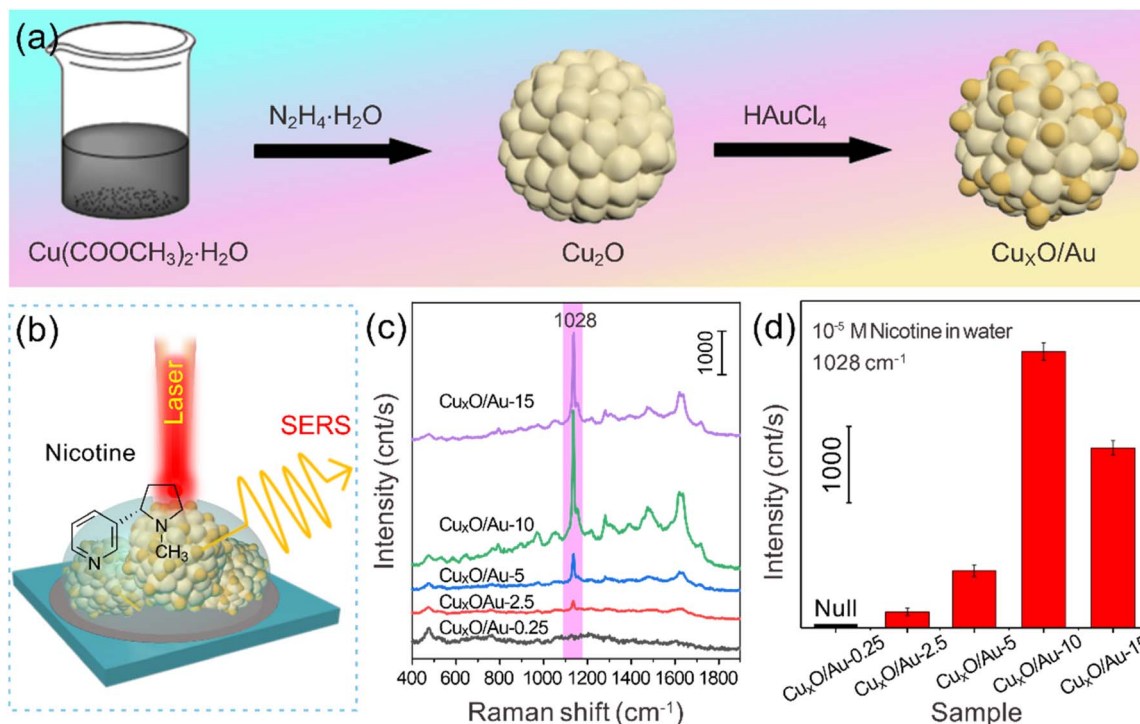 (a)
N₂H₄·H₂O
HAuCl₄
Cu(COOCH₃)₂·H₂O
Cu₂O
CuₓO/Au
(b)
Laser
SERS
Nicotine
N
CH₃
N
(c)
1028
1000
CuₓO/Au-15
CuₓO/Au-10
CuₓO/Au-5
CuₓOAu-2.5
CuₓO/Au-0.25
Intensity (cnt/s)
400 600 800 1000 1200 1400 1600 1800
Raman shift (cm⁻¹)
(d)
10⁻⁵ M Nicotine in water
1028 cm⁻¹
1000
Null
Intensity (cnt/s)
CuₓO/Au-0.25
CuₓO/Au-2.5
CuₓO/Au-5
CuₓO/Au-10
CuₓO/Au-15
Sample